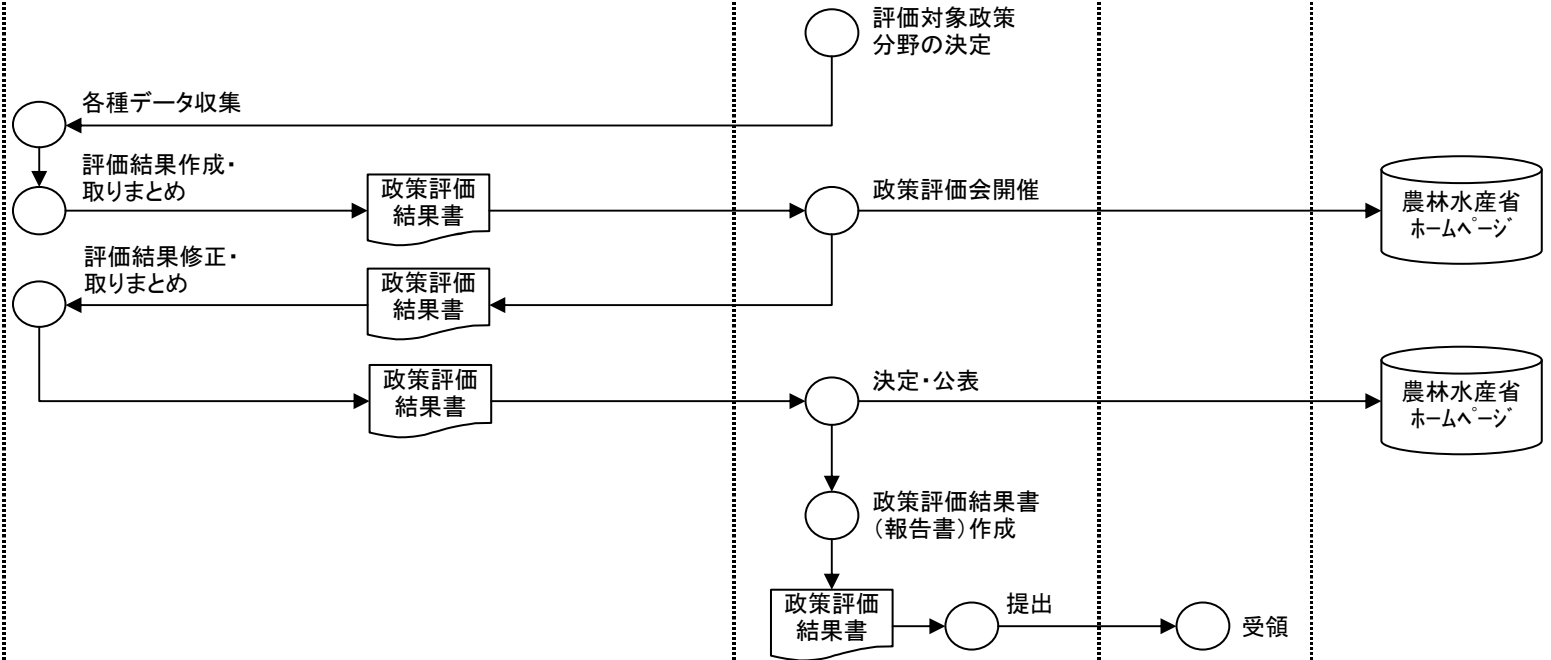 評価対象政策
分野の決定
各種データ収集
評価結果作成・
取りまとめ
政策評価
結果書
政策評価会開催
農林水産省
ﾎｰﾑﾍﾟｰｼﾞ
評価結果修正・
取りまとめ
政策評価
結果書
政策評価
結果書
決定・公表
農林水産省
ﾎｰﾑﾍﾟｰｼﾞ
政策評価結果書
（報告書）作成
政策評価
結果書
提出
受領